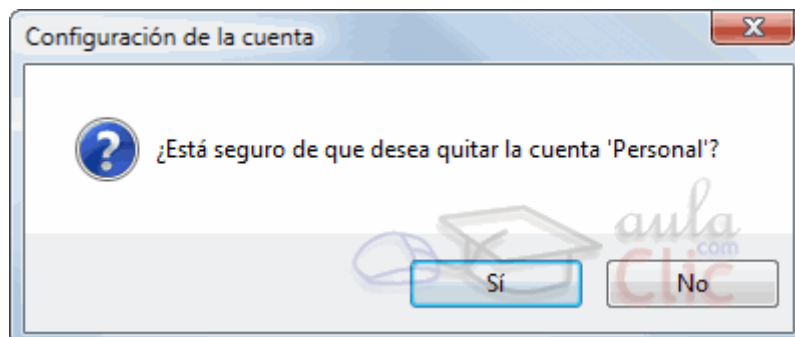 Configuración de la cuenta
¿Está seguro de que desea quitar la cuenta 'Personal'?
aula
com
Clic
Sí
No